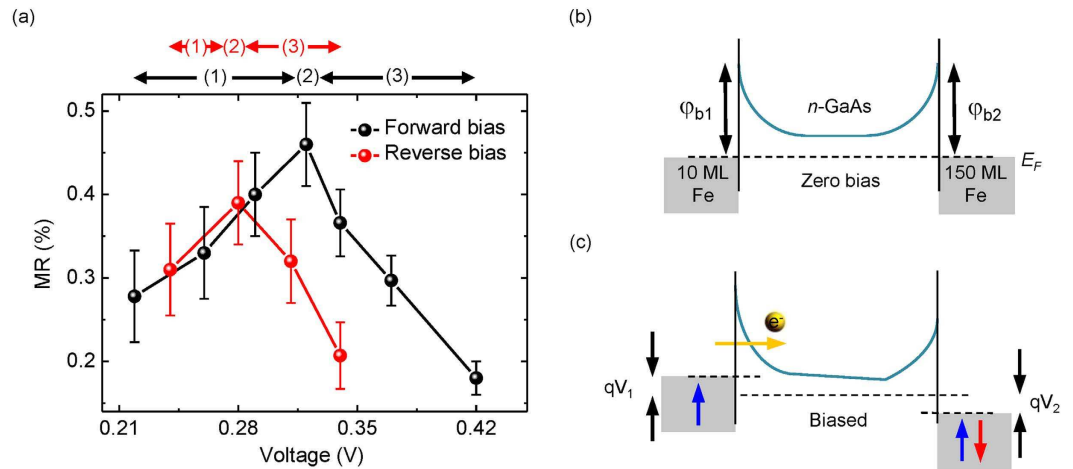 (a)
(1) (2) (3)
(1) (2) (3)
0.5
0.4
0.3
0.2
MR (%)
Forward bias
Reverse bias
0.21 0.28 0.35 0.42
Voltage (V)
(b)
φb1
n-GaAs
φb2
EF
10 ML
Fe
Zero bias
150 ML
Fe
(c)
e-
qV1
Biased
qV2